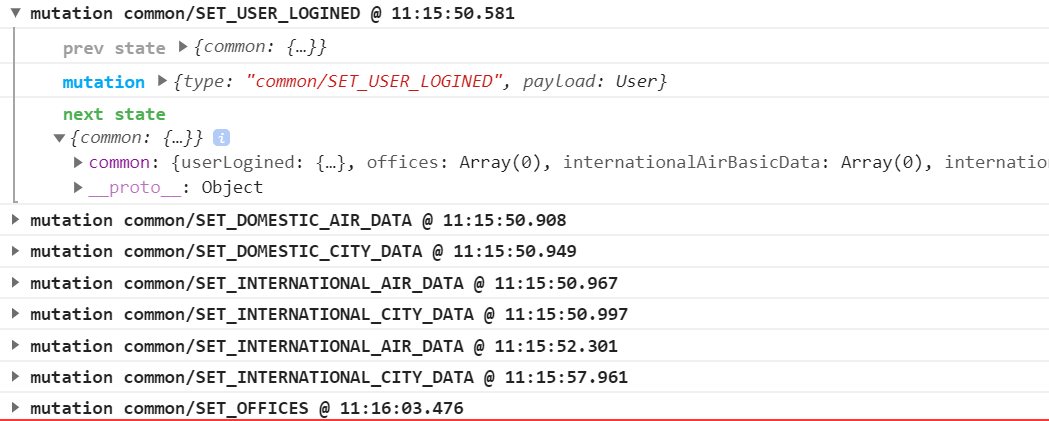 mutation common/SET_USER_LOGINED @ 11:15:50.581
prev state {common: {…}}
mutation {type: "common/SET_USER_LOGINED", payload: User}
next state
{common: {…}} i
common: {userLogined: {…}, offices: Array(0), internationalAirBasicData: Array(0), internatio
__proto__: Object
mutation common/SET_DOMESTIC_AIR_DATA @ 11:15:50.908
mutation common/SET_DOMESTIC_CITY_DATA @ 11:15:50.949
mutation common/SET_INTERNATIONAL_AIR_DATA @ 11:15:50.967
mutation common/SET_INTERNATIONAL_CITY_DATA @ 11:15:50.997
mutation common/SET_INTERNATIONAL_AIR_DATA @ 11:15:52.301
mutation common/SET_INTERNATIONAL_CITY_DATA @ 11:15:57.961
mutation common/SET_OFFICES @ 11:16:03.476